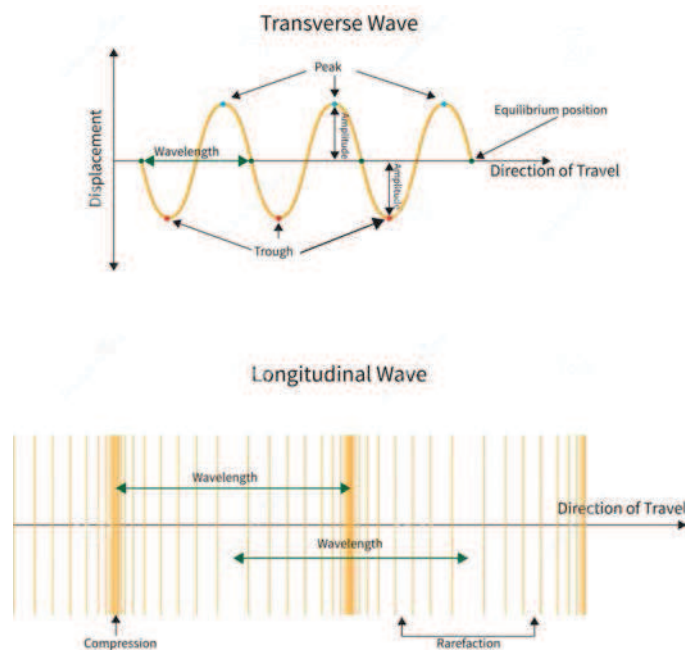 Transverse Wave
Peak
Equilibrium position
Displacement
Wavelength
Amplitude
Amplitude
Direction of Travel
Trough
Longitudinal Wave
Wavelength
Direction of Travel
Wavelength
Compression
Rarefaction